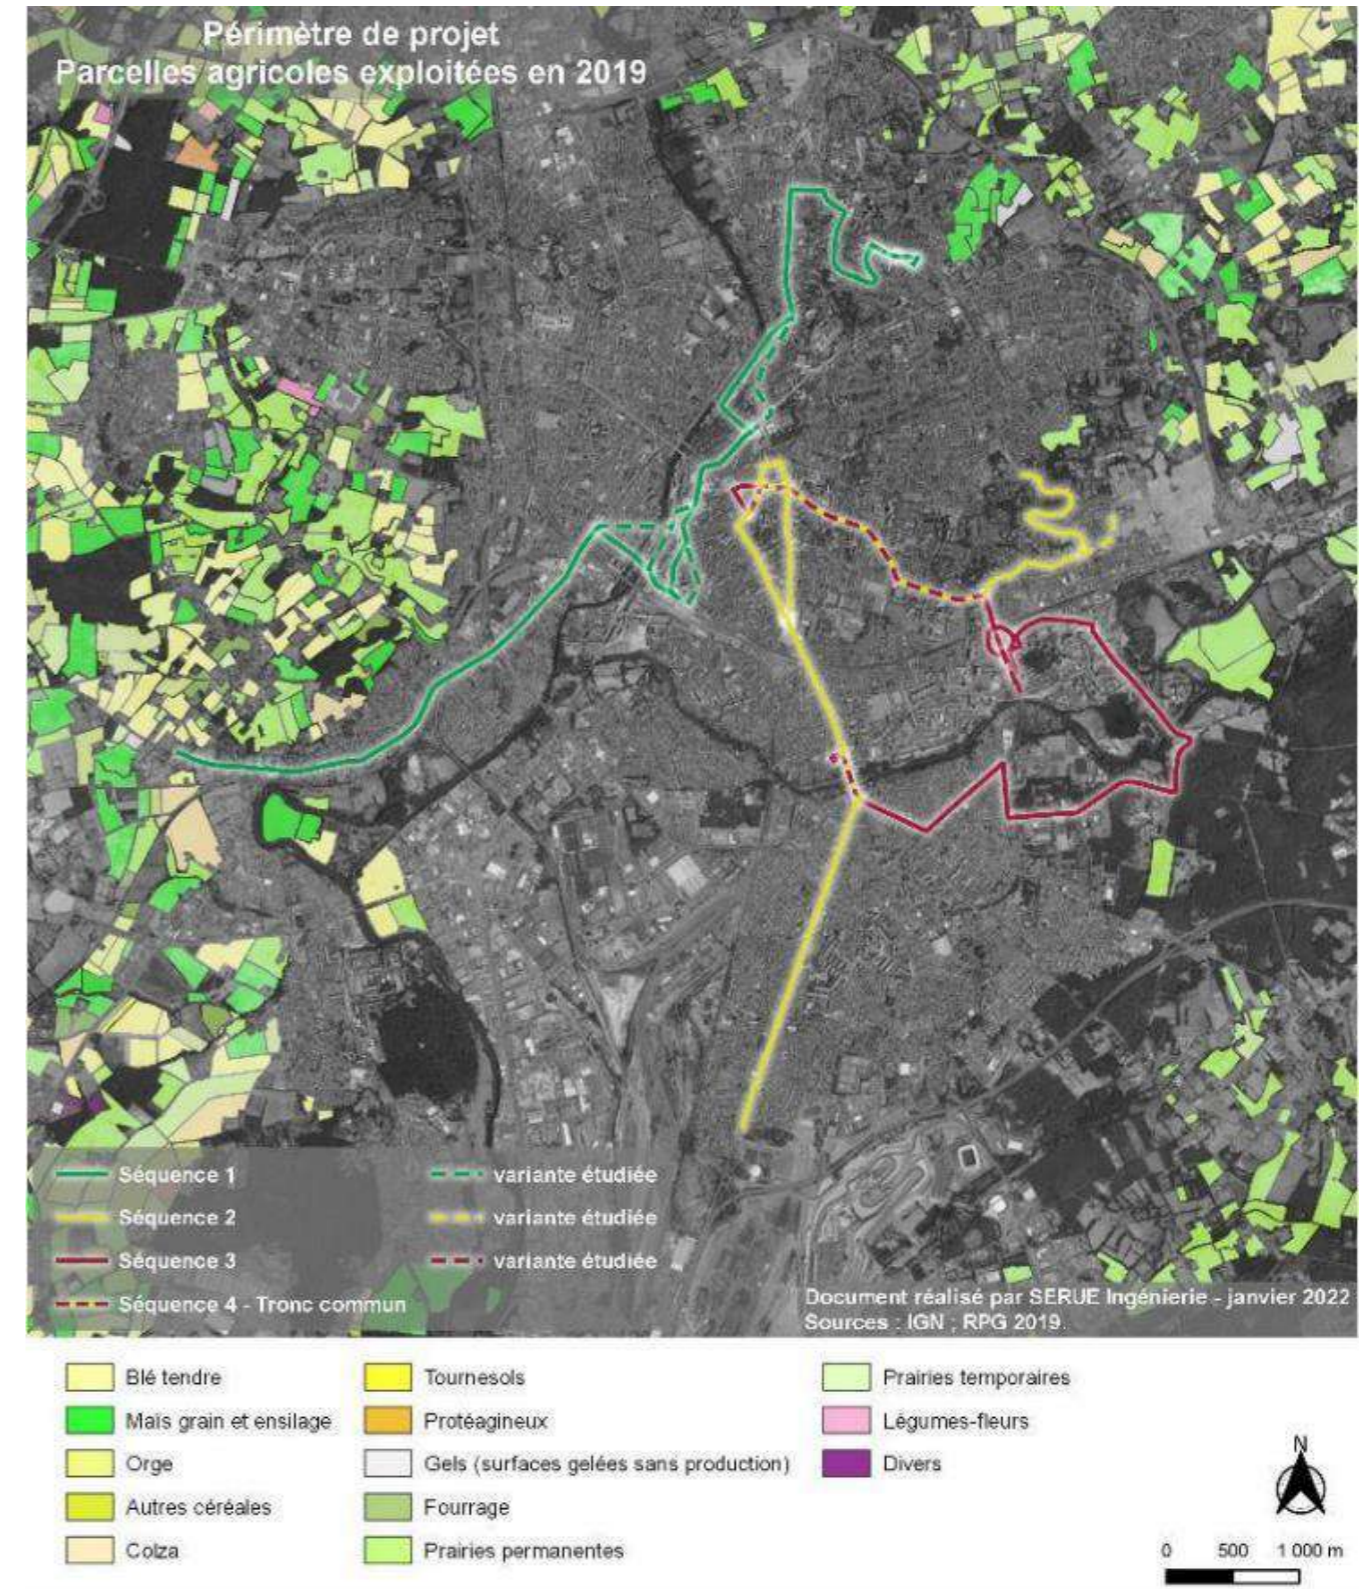 Périmètre de projet
Parcelles agricoles exploitées en 2019
Séquence 1
variante étudiée
Séquence 2
variante étudiée
Séquence 3
variante étudiée
Séquence 4 - Tronc commun
Document réalisé par SERUE Ingénierie - janvier 2022
Sources : IGN ; RPG 2019.
Blé tendre
Maïs grain et ensilage
Orge
Autres céréales
Colza
Tournesols
Protéagineux
Gels (surfaces gelées sans production)
Fourrage
Prairies permanentes
Prairies temporaires
Légumes-fleurs
Divers
N
0 500 1 000 m